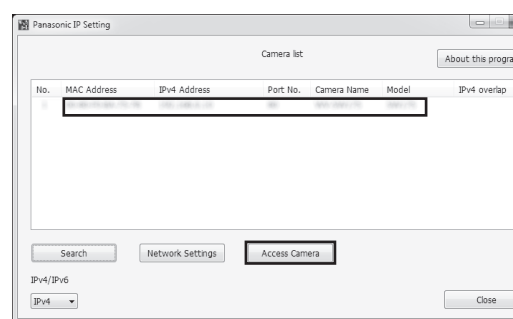 Panasonic IP Setting
Camera list
About this progra
No. MAC Address IPv4 Address Port No. Camera Name Model IPv4 overlap
Search Network Settings Access Camera
IPv4/IPv6
IPv4
Close